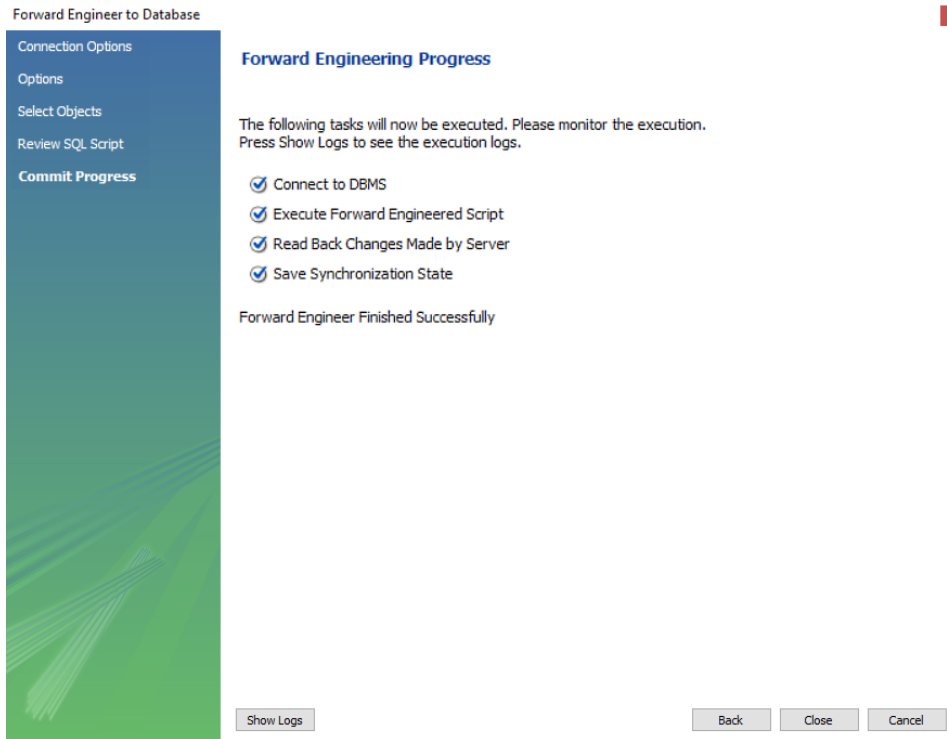 Forward Engineer to Database
Connection Options
Options
Select Objects
Review SQL Script
Commit Progress
Forward Engineering Progress
The following tasks will now be executed. Please monitor the execution.
Press Show Logs to see the execution logs.
Connect to DBMS
Execute Forward Engineered Script
Read Back Changes Made by Server
Save Synchronization State
Forward Engineer Finished Successfully
Show Logs
Back
Close
Cancel